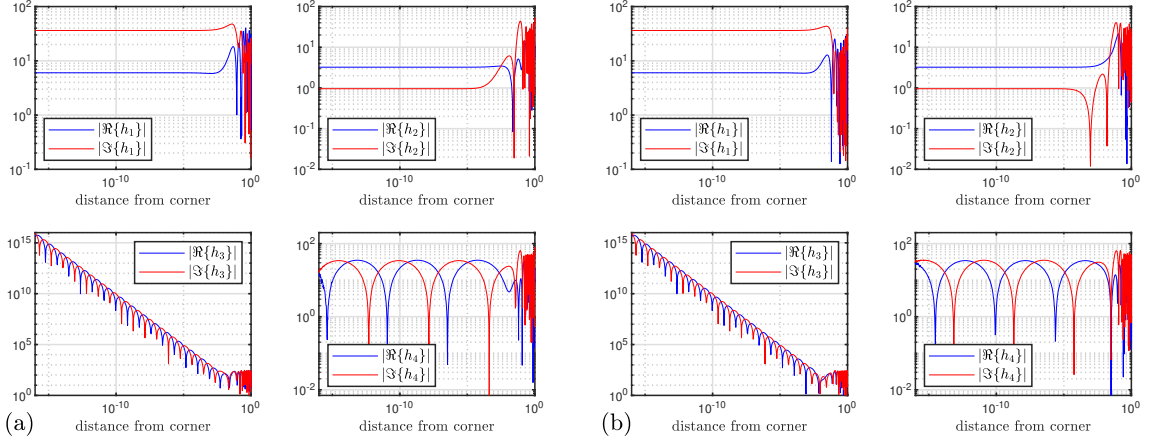 10^2
10^1
10^0
10^-1
|ℜ{h_1}|
|ℑ{h_1}|
10^-10
10^0
distance from corner
10^2
10^1
10^0
10^-1
10^-2
|ℜ{h_2}|
|ℑ{h_2}|
10^-10
10^0
distance from corner
10^15
10^10
10^5
10^0
|ℜ{h_3}|
|ℑ{h_3}|
10^-10
10^0
distance from corner
10^2
10^0
10^-2
|ℜ{h_4}|
|ℑ{h_4}|
10^-10
10^0
distance from corner
(a)
10^2
10^1
10^0
10^-1
|ℜ{h_1}|
|ℑ{h_1}|
10^-10
10^0
distance from corner
10^2
10^1
10^0
10^-1
10^-2
|ℜ{h_2}|
|ℑ{h_2}|
10^-10
10^0
distance from corner
10^15
10^10
10^5
10^0
|ℜ{h_3}|
|ℑ{h_3}|
10^-10
10^0
distance from corner
10^2
10^0
10^-2
|ℜ{h_4}|
|ℑ{h_4}|
10^-10
10^0
distance from corner
(b)